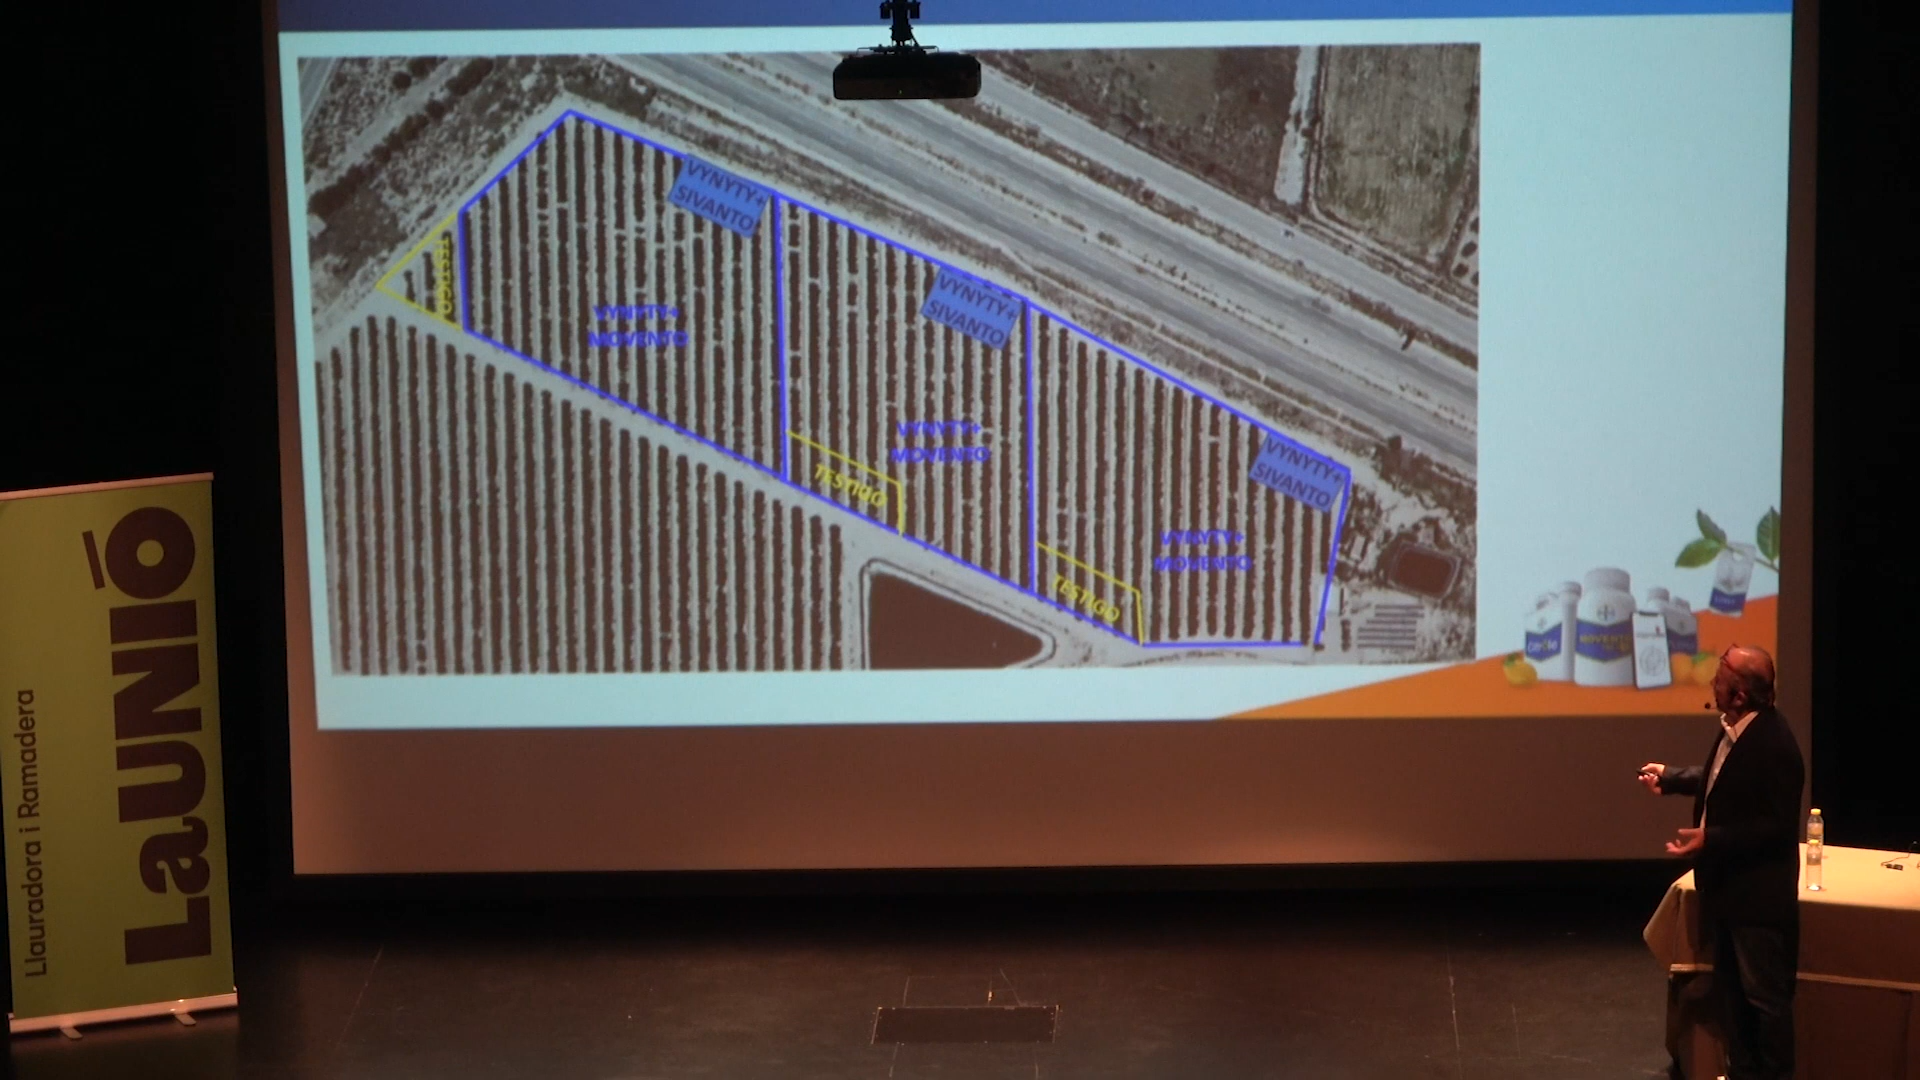 VYNYTY+
SIVANTO
TESTIGO
VYNYTY+
MOVENTO
VYNYTY+
SIVANTO
VYNYTY+
MOVENTO
TESTIGO
VYNYTY+
SIVANTO
VYNYTY+
MOVENTO
TESTIGO
MOVENTO
LaUNIÓ
Llauradora i Ramadera